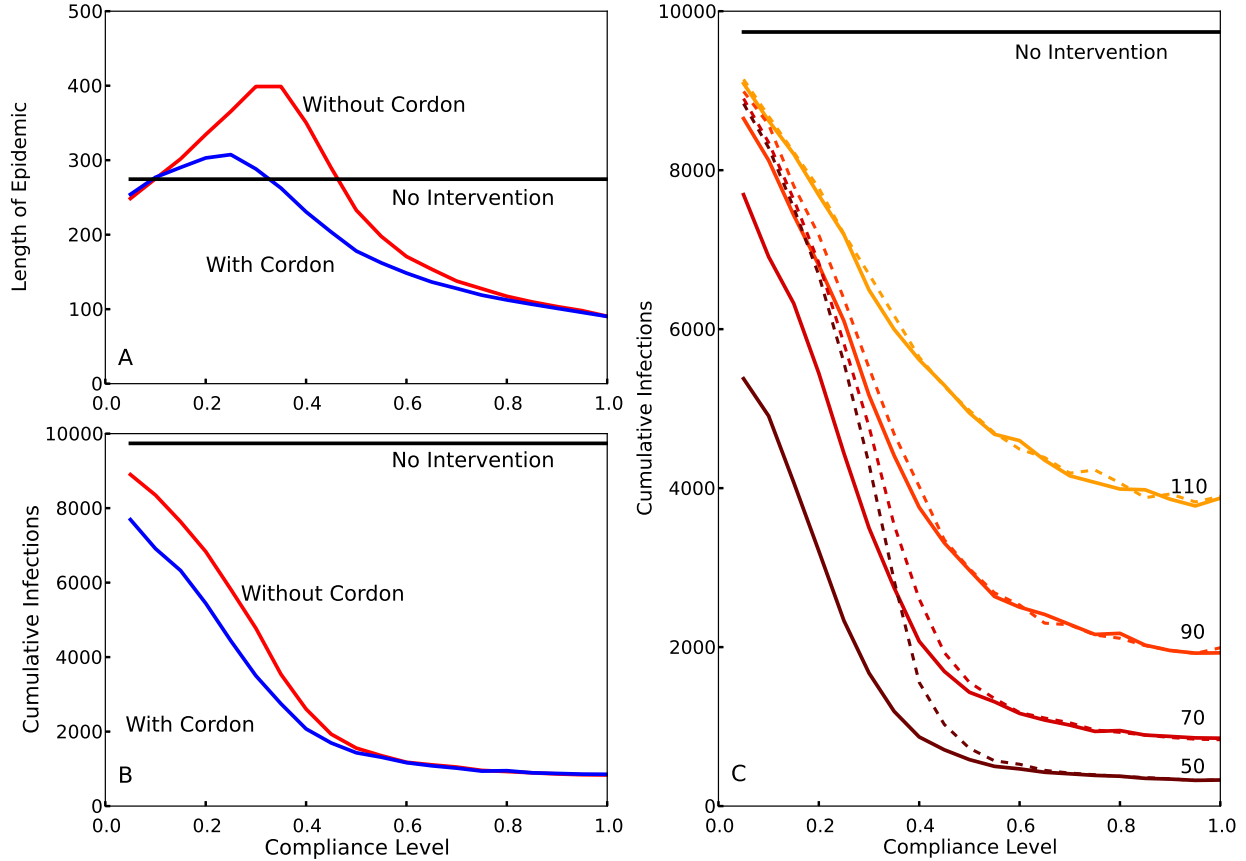 500
400
300
200
100
0
Length of Epidemic
Without Cordon
No Intervention
With Cordon
A
0.0 0.2 0.4 0.6 0.8 1.0
10000
8000
6000
4000
2000
0
Cumulative Infections
No Intervention
Without Cordon
With Cordon
B
0.0 0.2 0.4 0.6 0.8 1.0
Compliance Level
10000
8000
6000
4000
2000
0
Cumulative Infections
No Intervention
110
90
70
50
C
0.0 0.2 0.4 0.6 0.8 1.0
Compliance Level